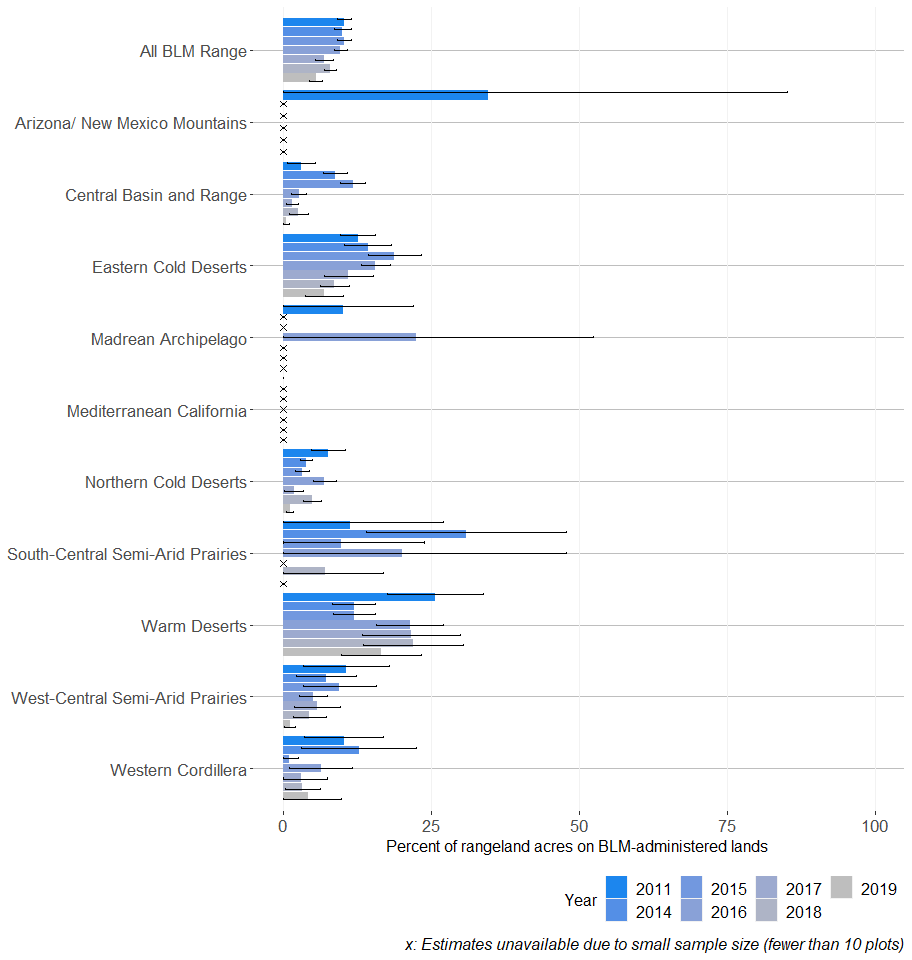 All BLM Range
Arizona/ New Mexico Mountains
Central Basin and Range
Eastern Cold Deserts
Madrean Archipelago
Mediterranean California
Northern Cold Deserts
South-Central Semi-Arid Prairies
Warm Deserts
West-Central Semi-Arid Prairies
Western Cordillera
0 25 50 75 100
Percent of rangeland acres on BLM-administered lands
Year
2011 2015 2017 2019
2014 2016 2018
x: Estimates unavailable due to small sample size (fewer than 10 plots)